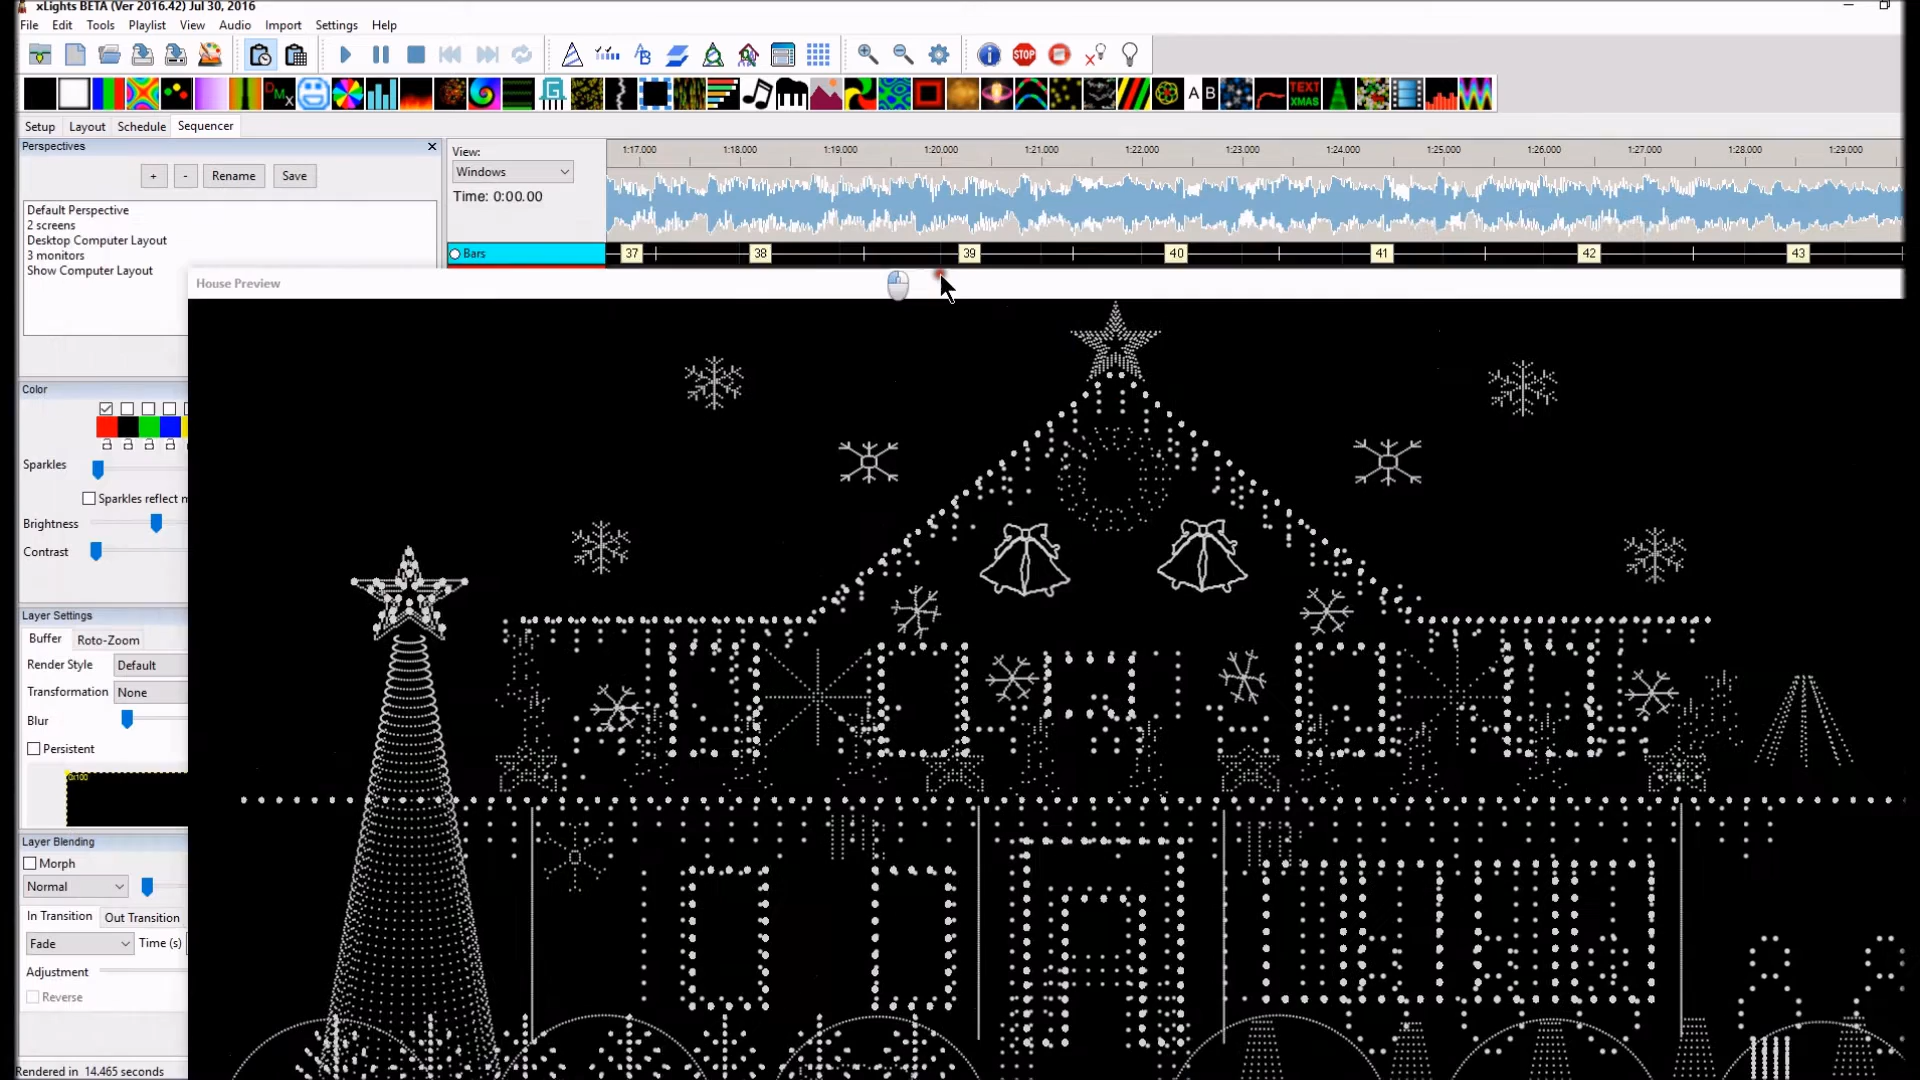 xLights BETA (Ver 2016.42) Jul 30, 2016
File Edit Tools Playlist View Audio Import Settings Help
STOP
DM X
A B
TEXT XMAS
Setup Layout Schedule Sequencer
Perspectives
+ - Rename Save
Default Perspective
2 screens
Desktop Computer Layout
3 monitors
Show Computer Layout
View:
Windows
Time: 0:00.00
1:17.000 1:18.000 1:19.000 1:20.000 1:21.000 1:22.000 1:23.000 1:24.000 1:25.000 1:26.000 1:27.000 1:28.000 1:29.000
Bars 37 38 39 40 41 42 43
House Preview
Color
Sparkles
Sparkles reflect
Brightness
Contrast
Layer Settings
Buffer Roto-Zoom
Render Style Default
Transformation None
Blur
Persistent
0x100
Layer Blending
Morph
Normal
In Transition Out Transition
Fade Time (s)
Adjustment
Reverse
Rendered in 14.465 seconds